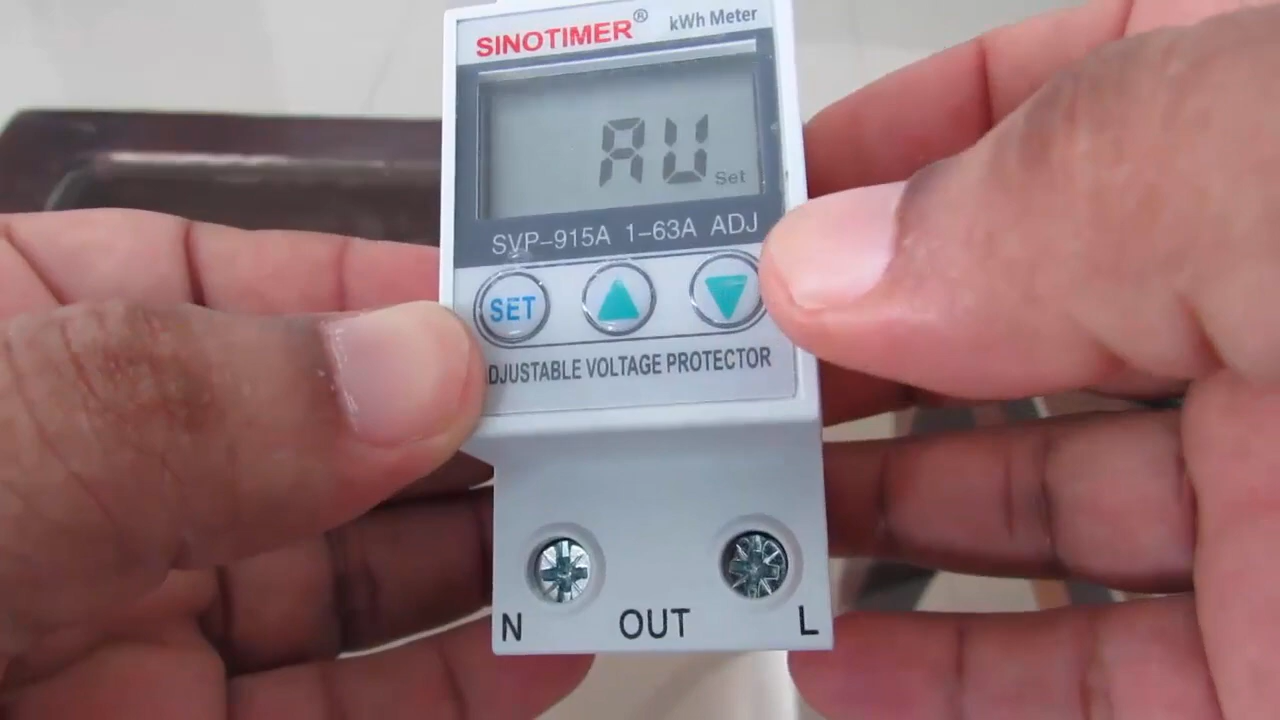 SINOTIMER® kWh Meter
AU Set
SVP-915A 1-63A ADJ
SET
DJUSTABLE VOLTAGE PROTECTOR
N OUT L